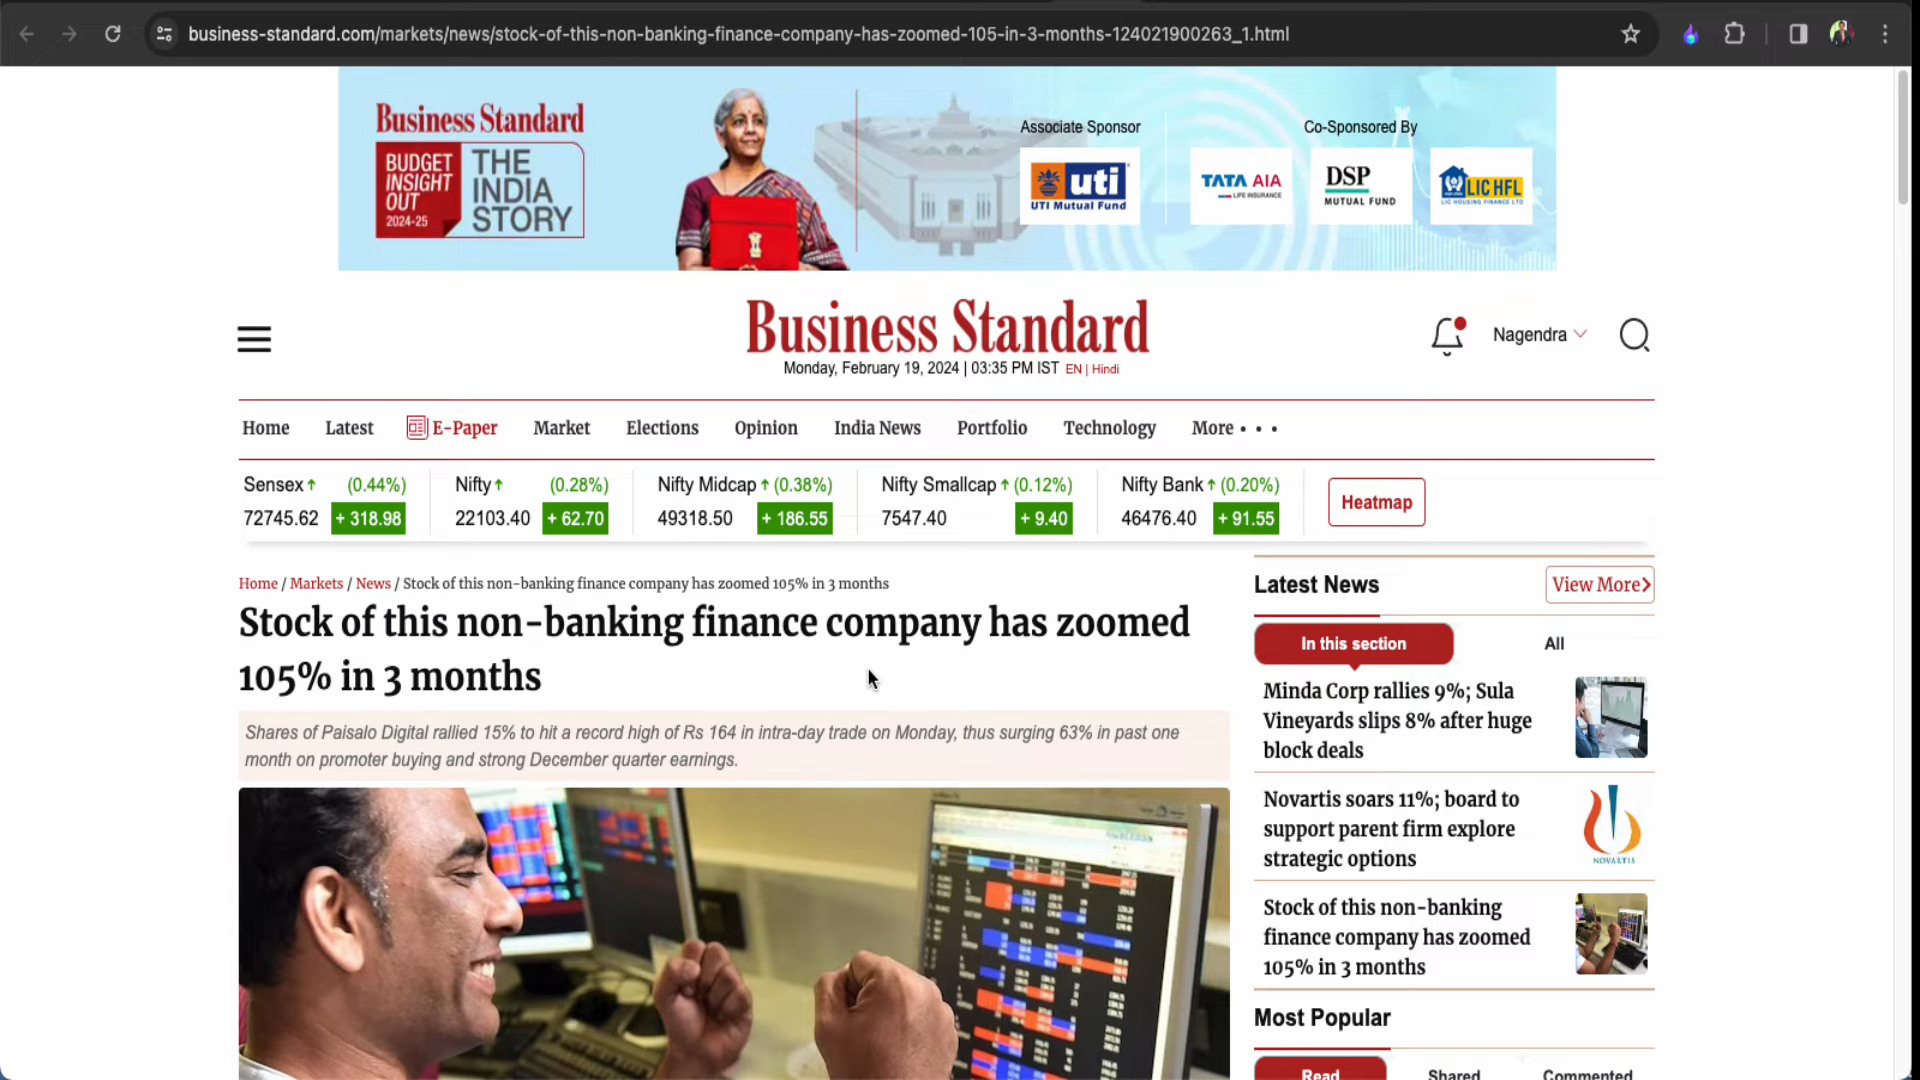 business-standard.com/markets/news/stock-of-this-non-banking-finance-company-has-zoomed-105-in-3-months-124021900263_1.html
Business Standard
BUDGET
INSIGHT
OUT
2024-25
THE
INDIA
STORY
Associate Sponsor
Co-Sponsored By
uti
UTI Mutual Fund
TATA AIA
LIFE INSURANCE
DSP
MUTUAL FUND
LIC HFL
LIC HOUSING FINANCE LTD
Business Standard
Monday, February 19, 2024 | 03:35 PM IST EN | Hindi
Nagendra
Home Latest E-Paper Market Elections Opinion India News Portfolio Technology More • • •
Sensex (0.44%) Nifty (0.28%) Nifty Midcap (0.38%) Nifty Smallcap (0.12%) Nifty Bank (0.20%)
72745.62 + 318.98 22103.40 + 62.70 49318.50 + 186.55 7547.40 + 9.40 46476.40 + 91.55
Heatmap
Home / Markets / News / Stock of this non-banking finance company has zoomed 105% in 3 months
Stock of this non-banking finance company has zoomed
105% in 3 months
Shares of Paisalo Digital rallied 15% to hit a record high of Rs 164 in intra-day trade on Monday, thus surging 63% in past one
month on promoter buying and strong December quarter earnings.
Latest News
View More
In this section All
Minda Corp rallies 9%; Sula
Vineyards slips 8% after huge
block deals
Novartis soars 11%; board to
support parent firm explore
strategic options
NOVARTIS
Stock of this non-banking
finance company has zoomed
105% in 3 months
Most Popular
Read Shared Commented